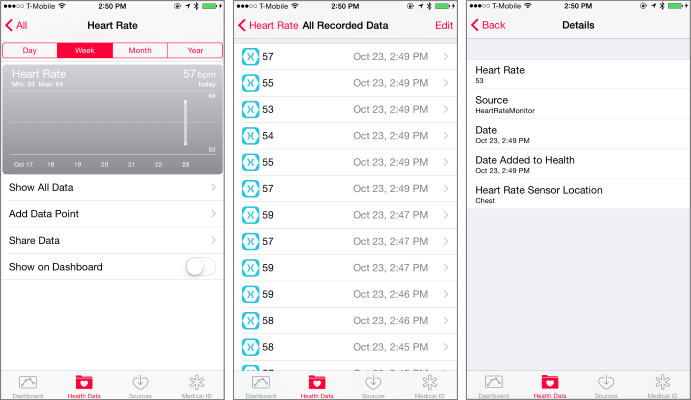 ●●●○○ T-Mobile 2:50 PM
All Heart Rate
Day Week Month Year
Heart Rate 57 bpm
Min: 53 Max: 64 Today
64
53
Oct 17 18 19 20 21 22 23
Show All Data
Add Data Point
Share Data
Show on Dashboard
Dashboard Health Data Sources Medical ID
●●●○○ T-Mobile 2:50 PM
Heart Rate All Recorded Data Edit
57 Oct 23, 2:49 PM
55 Oct 23, 2:49 PM
53 Oct 23, 2:49 PM
54 Oct 23, 2:49 PM
55 Oct 23, 2:49 PM
57 Oct 23, 2:49 PM
59 Oct 23, 2:47 PM
57 Oct 23, 2:47 PM
59 Oct 23, 2:47 PM
59 Oct 23, 2:46 PM
58 Oct 23, 2:46 PM
58 Oct 23, 2:45 PM
Dashboard Health Data Sources Medical ID
●●●○○ T-Mobile 2:50 PM
Back Details
Heart Rate
53
Source
HeartRateMonitor
Date
Oct 23, 2:49 PM
Date Added to Health
Oct 23, 2:49 PM
Heart Rate Sensor Location
Chest
Dashboard Health Data Sources Medical ID